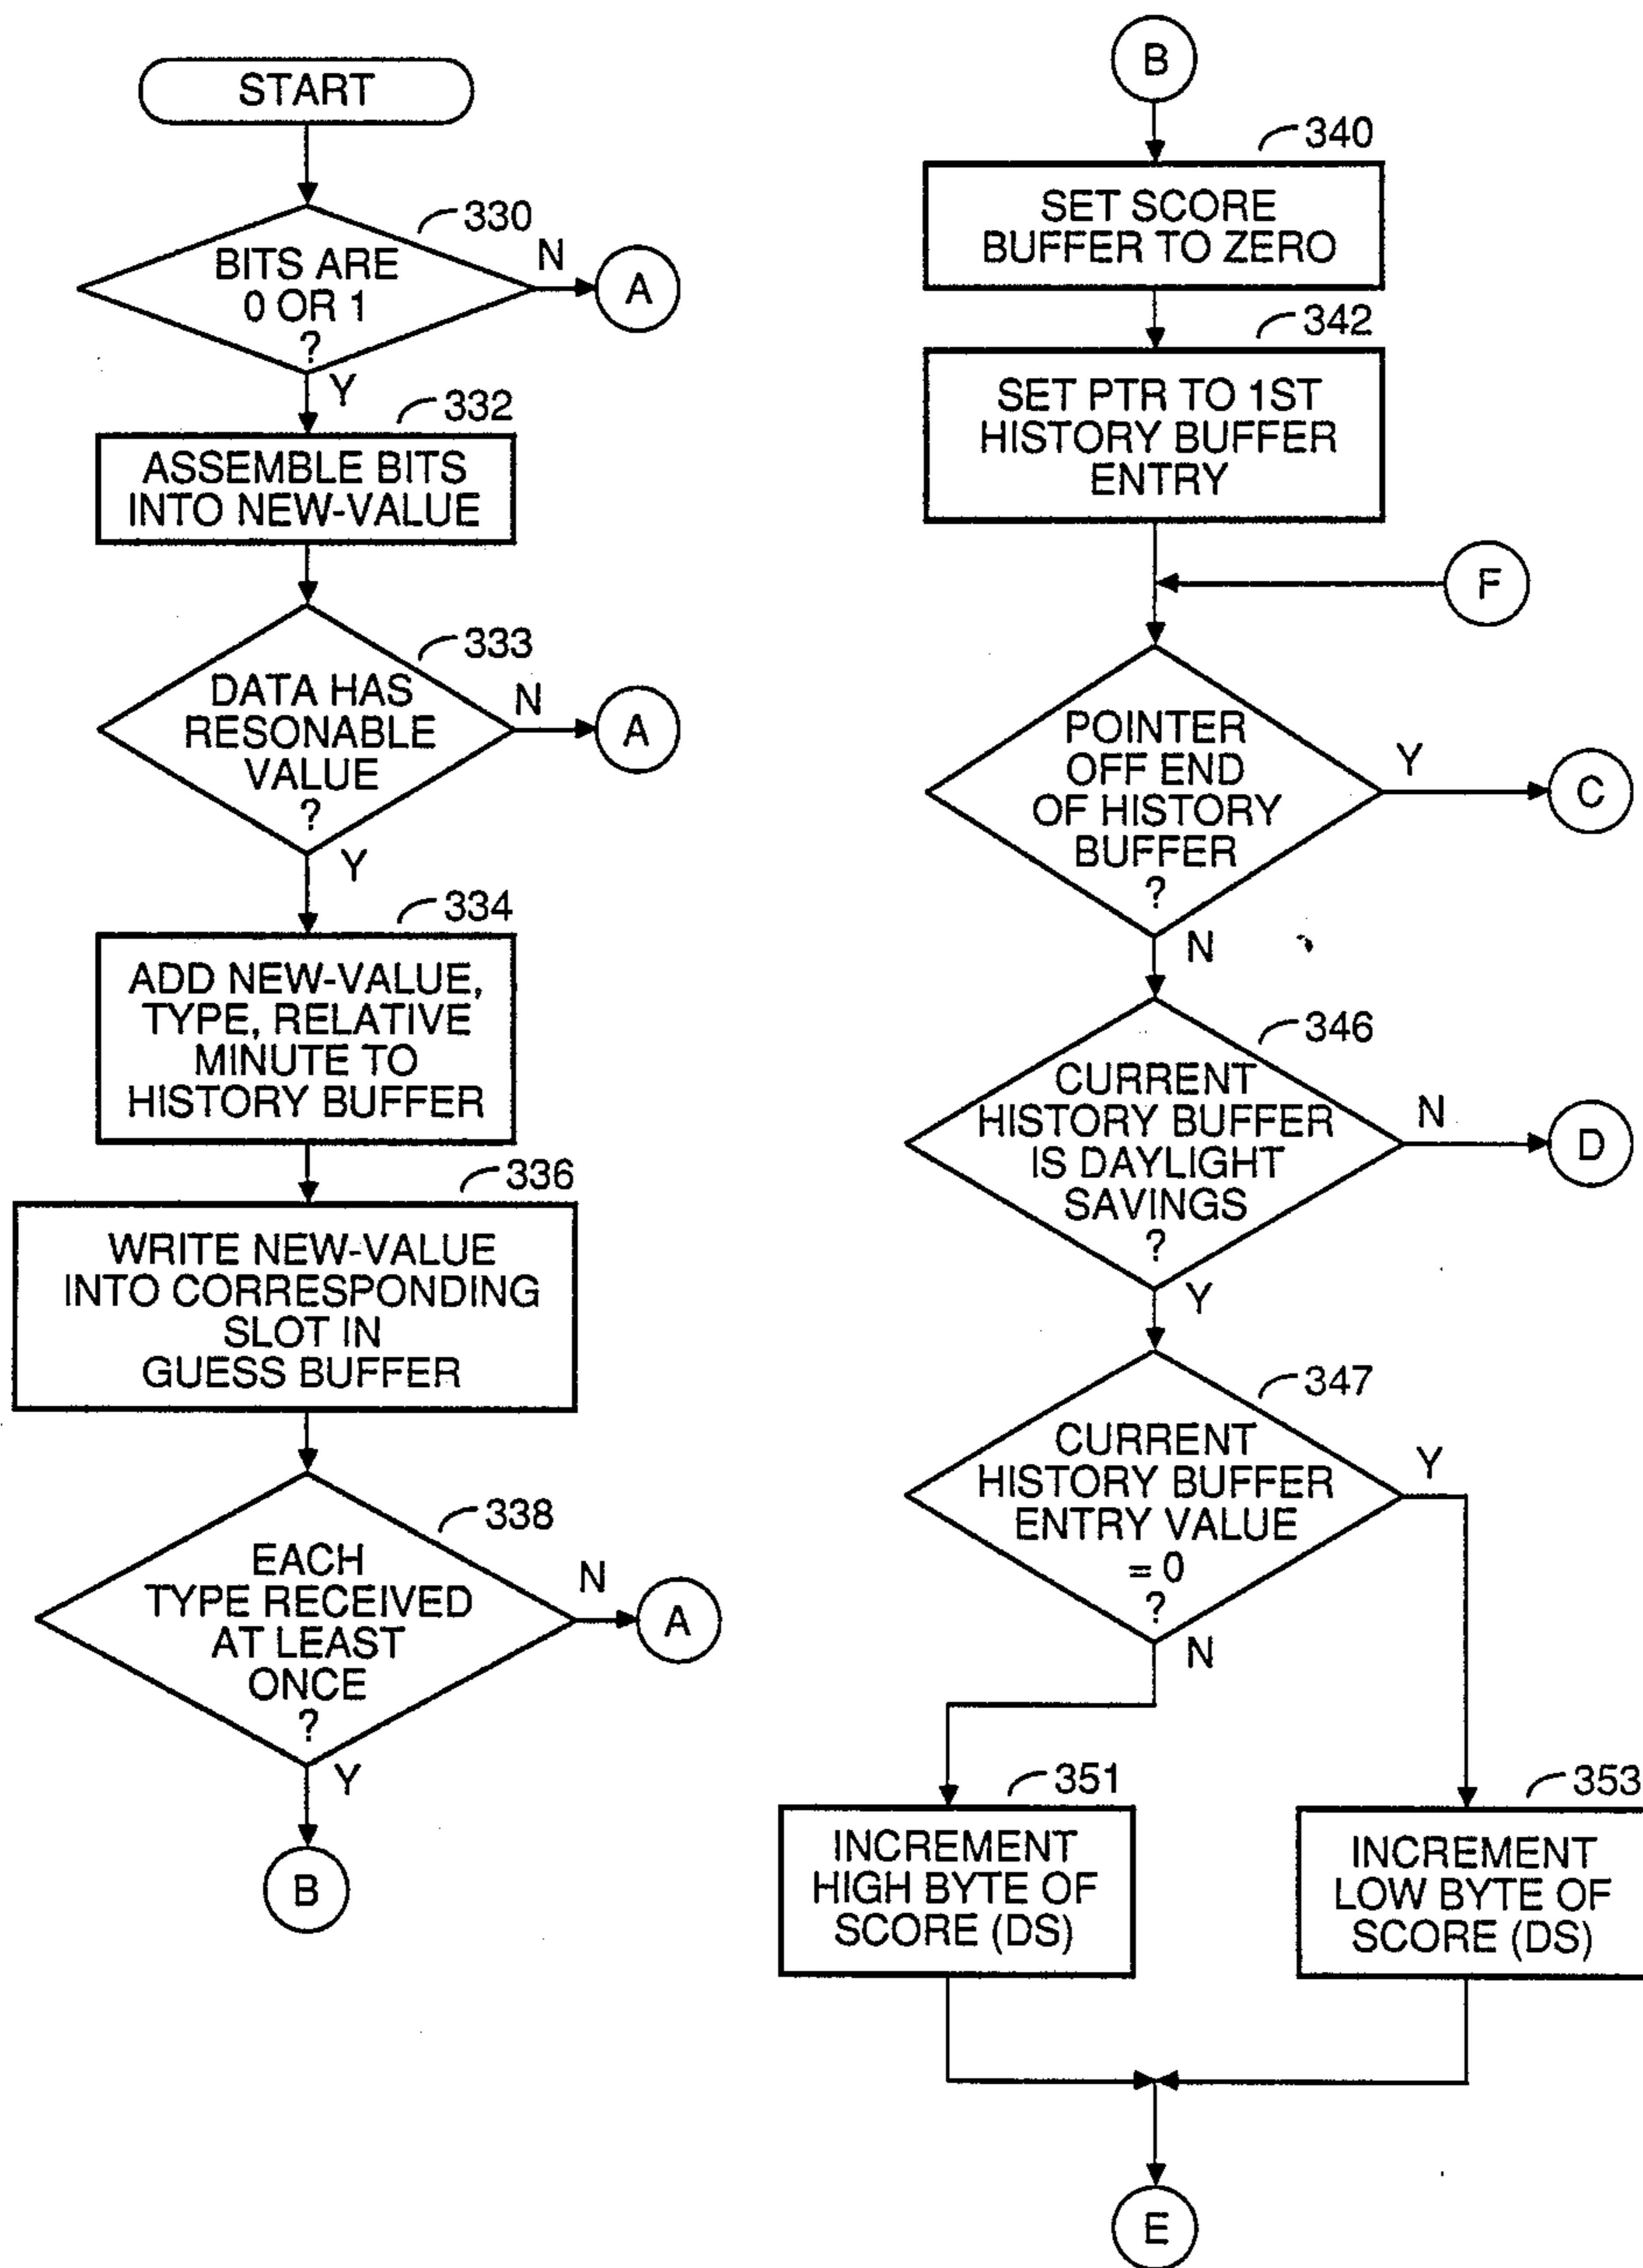 START
330
BITS ARE
0 OR 1
?
N
A
Y
332
ASSEMBLE BITS
INTO NEW-VALUE
333
DATA HAS
RESONABLE
VALUE
?
N
A
Y
334
ADD NEW-VALUE,
TYPE, RELATIVE
MINUTE TO
HISTORY BUFFER
336
WRITE NEW-VALUE
INTO CORRESPONDING
SLOT IN
GUESS BUFFER
338
EACH
TYPE RECEIVED
AT LEAST
ONCE
?
N
A
Y
B
B
340
SET SCORE
BUFFER TO ZERO
342
SET PTR TO 1ST
HISTORY BUFFER
ENTRY
F
POINTER
OFF END
OF HISTORY
BUFFER
?
Y
C
N
346
CURRENT
HISTORY BUFFER
IS DAYLIGHT
SAVINGS
?
N
D
Y
347
CURRENT
HISTORY BUFFER
ENTRY VALUE
= 0
?
Y
N
351
INCREMENT
HIGH BYTE OF
SCORE (DS)
353
INCREMENT
LOW BYTE OF
SCORE (DS)
E